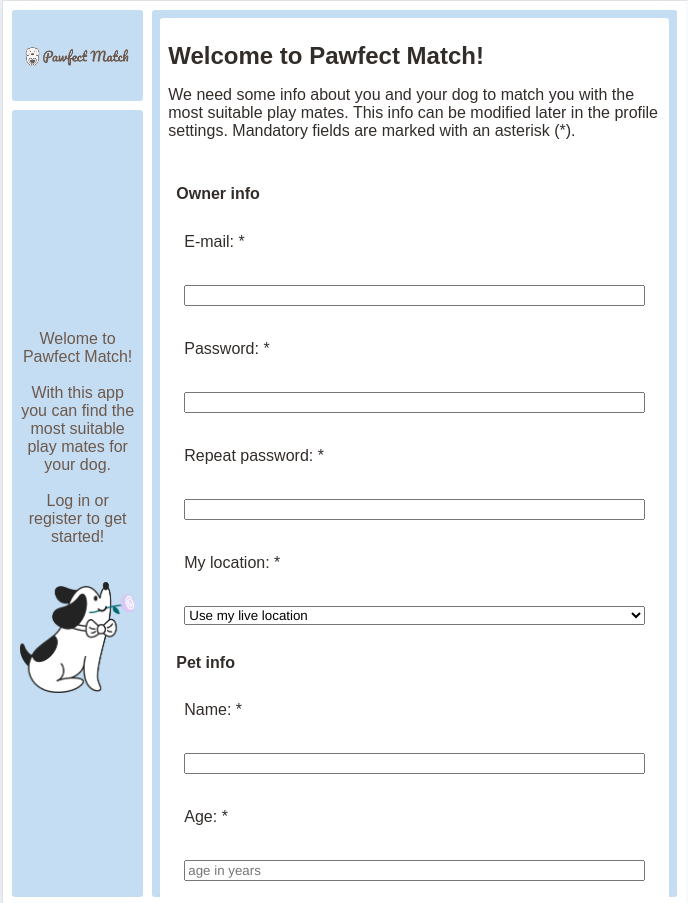 Pawfect Match
Welome to
Pawfect Match!
With this app
you can find the
most suitable
play mates for
your dog.
Log in or
register to get
started!
Welcome to Pawfect Match!
We need some info about you and your dog to match you with the
most suitable play mates. This info can be modified later in the profile
settings. Mandatory fields are marked with an asterisk (*).
Owner info
E-mail: *
Password: *
Repeat password: *
My location: *
Use my live location
Pet info
Name: *
Age: *
age in years